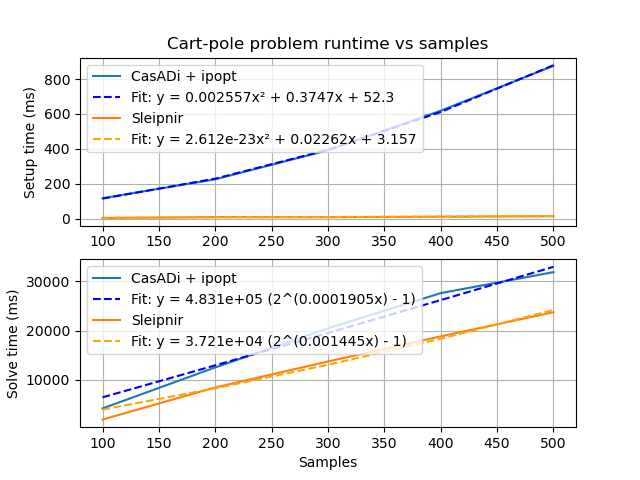 Cart-pole problem runtime vs samples
Setup time (ms)
800
600
400
200
0
CasADi + ipopt
Fit: y = 0.002557x² + 0.3747x + 52.3
Sleipnir
Fit: y = 2.612e-23x² + 0.02262x + 3.157
100 150 200 250 300 350 400 450 500
Solve time (ms)
30000
20000
10000
CasADi + ipopt
Fit: y = 4.831e+05 (2^(0.0001905x) - 1)
Sleipnir
Fit: y = 3.721e+04 (2^(0.001445x) - 1)
100 150 200 250 300 350 400 450 500
Samples